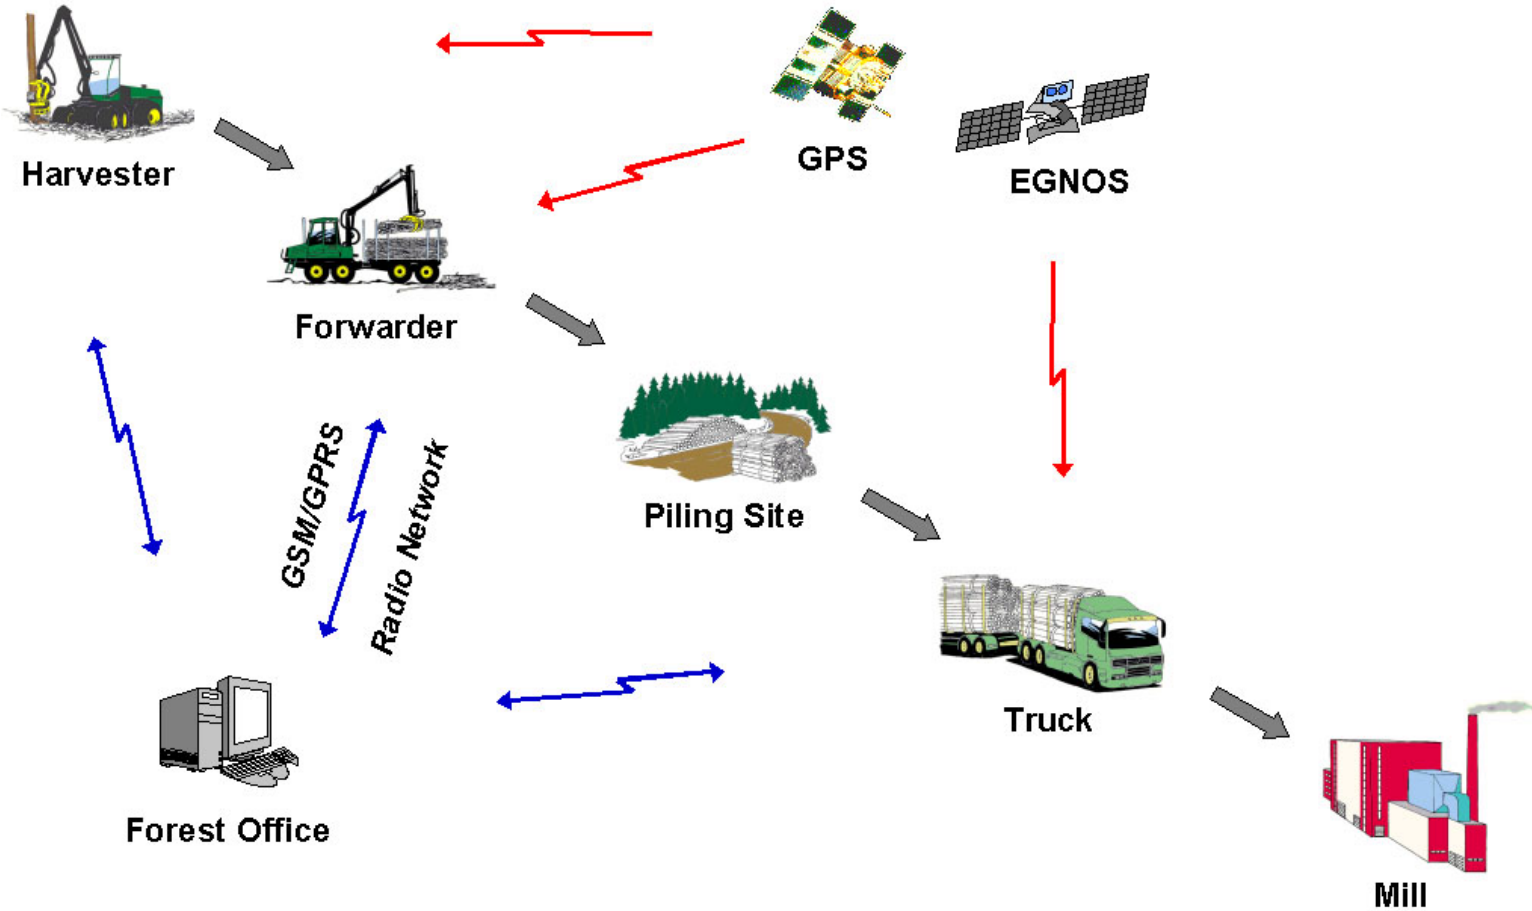 GPS
EGNOS
Harvester
Forwarder
GSM/GPRS
Radio Network
Piling Site
Truck
Forest Office
Mill